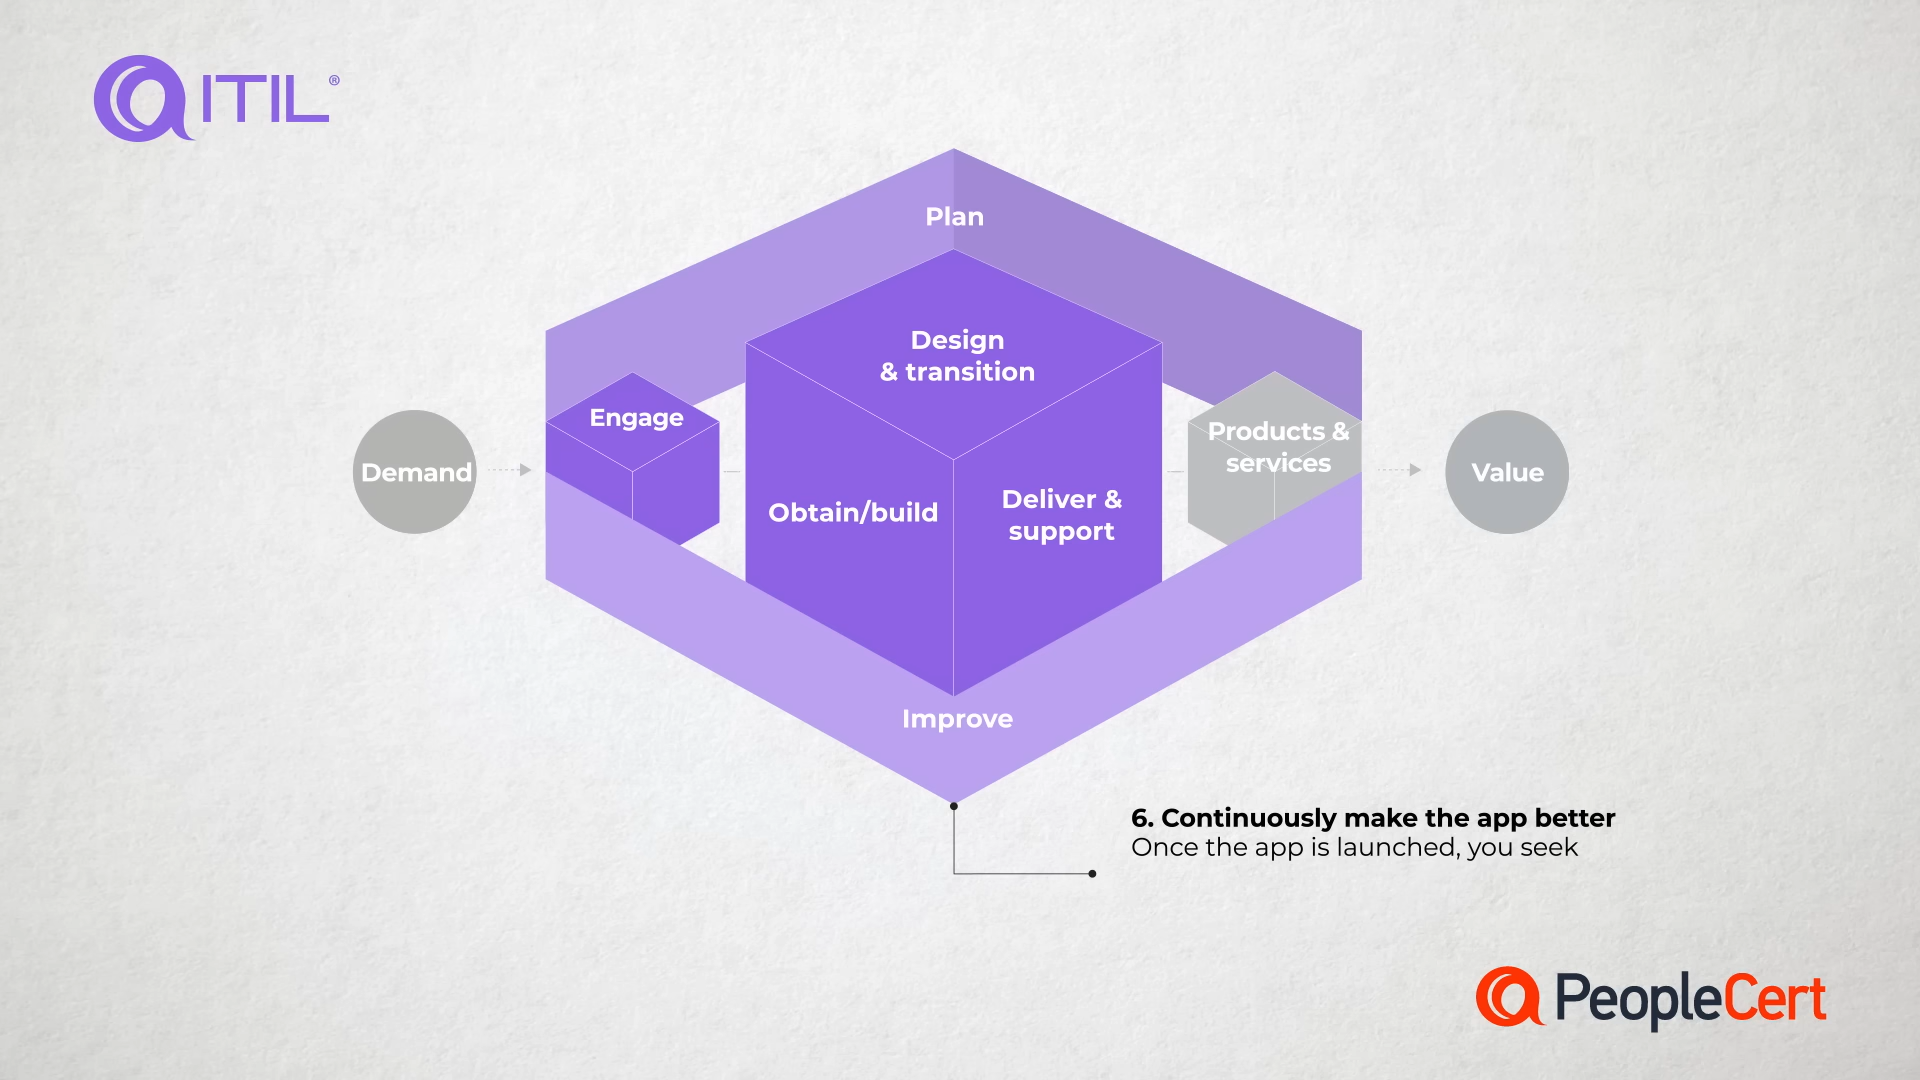 ITIL®
Plan
Design
& transition
Engage
Products &
services
Demand
Value
Obtain/build
Deliver &
support
Improve
6. Continuously make the app better
Once the app is launched, you seek
PeopleCert